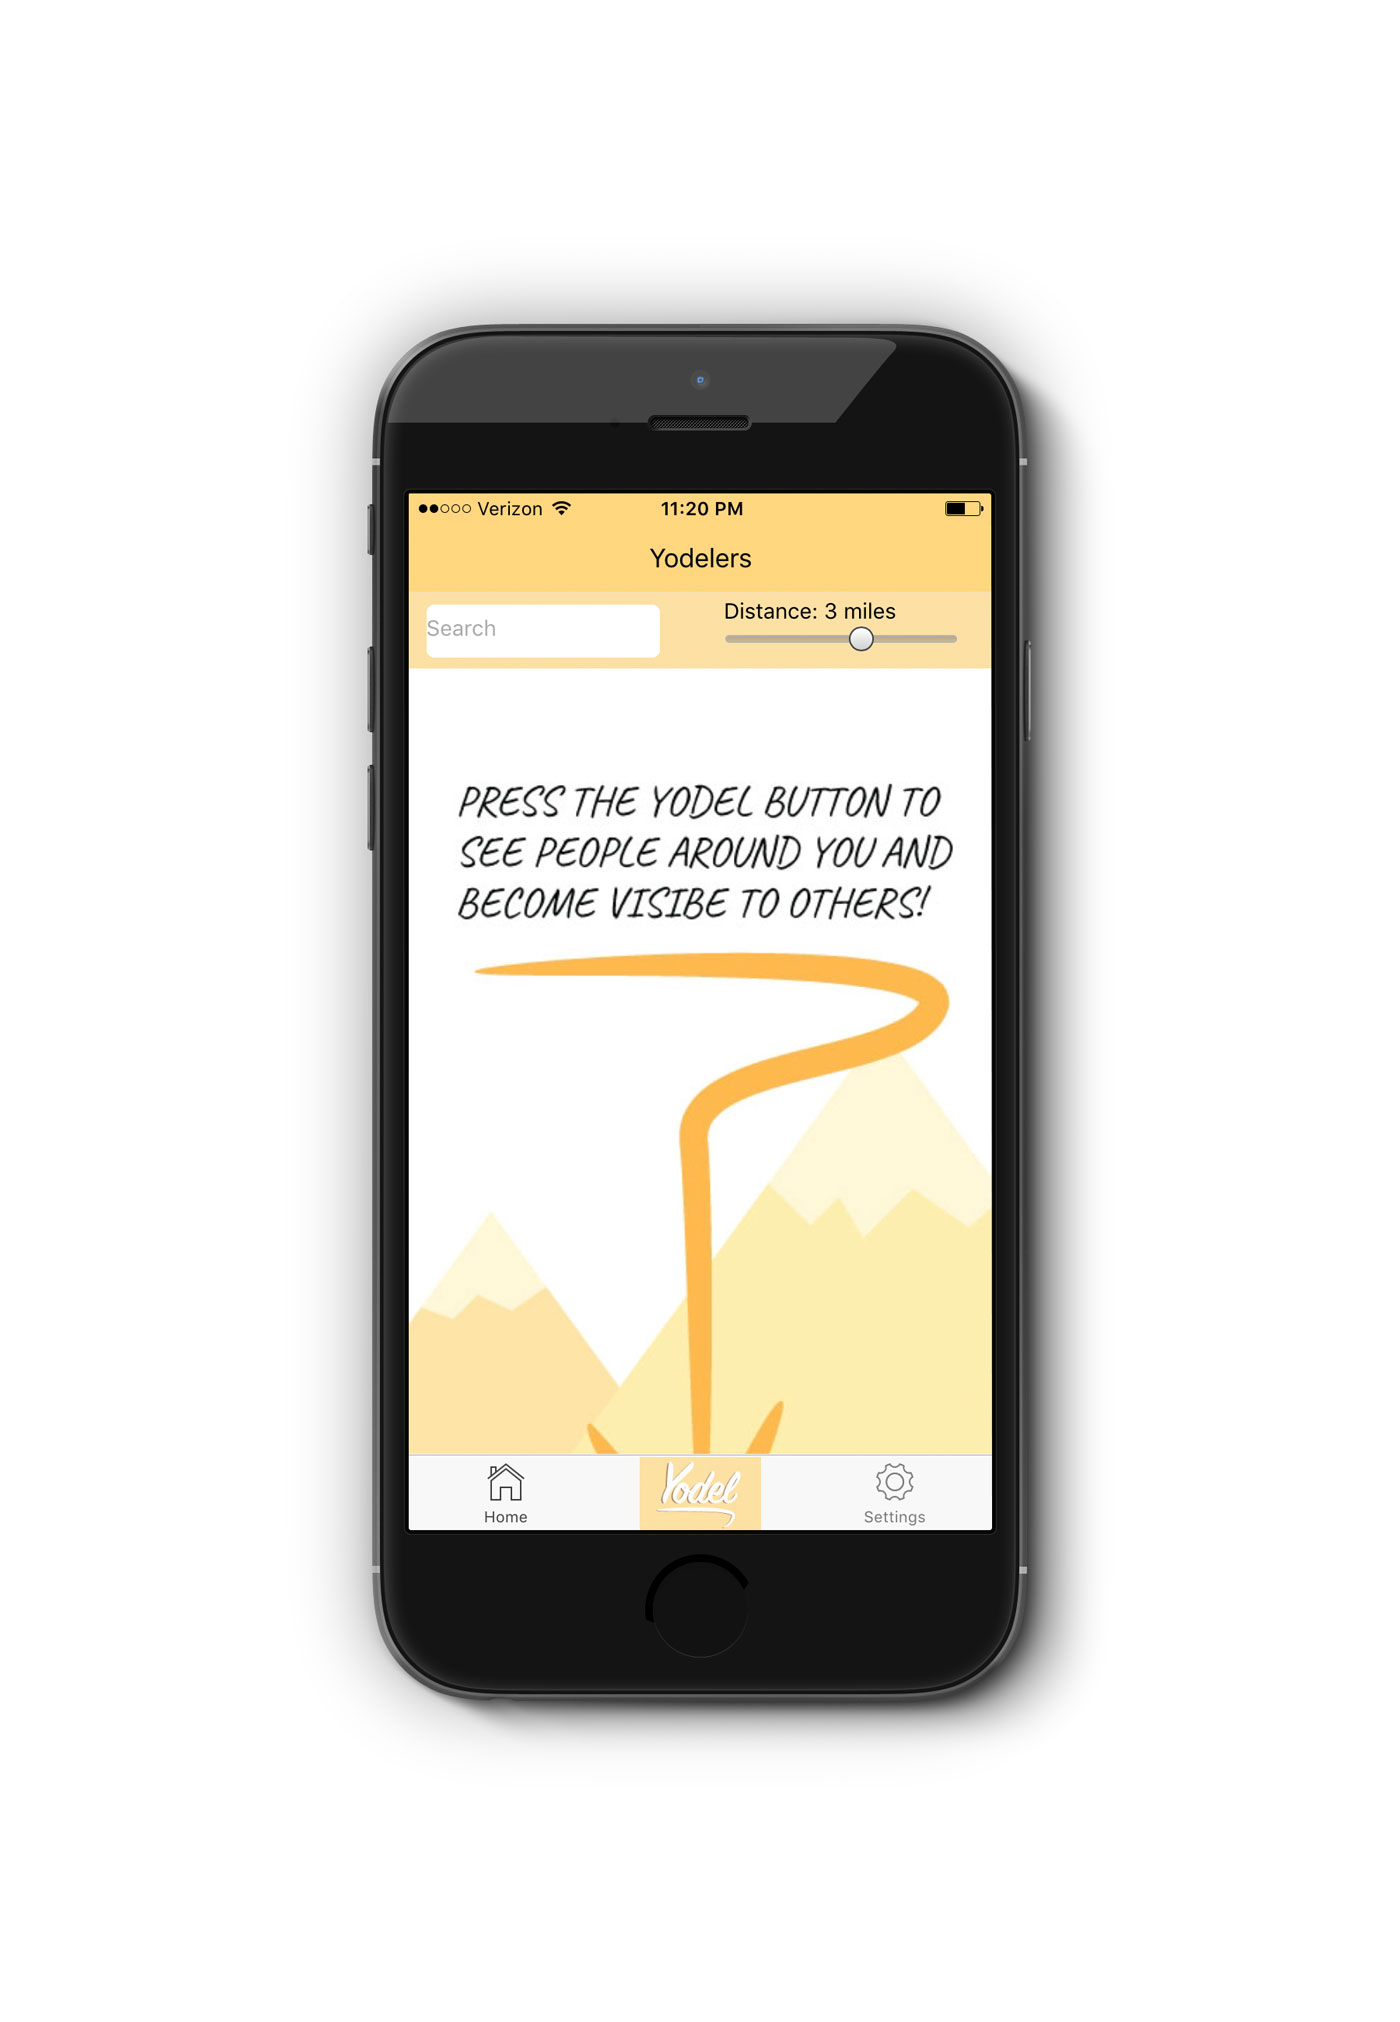 Verizon 11:20 PM
Yodelers
Search
Distance: 3 miles
PRESS THE YODEL BUTTON TO
SEE PEOPLE AROUND YOU AND
BECOME VISIBE TO OTHERS!
Home
Yodel
Settings